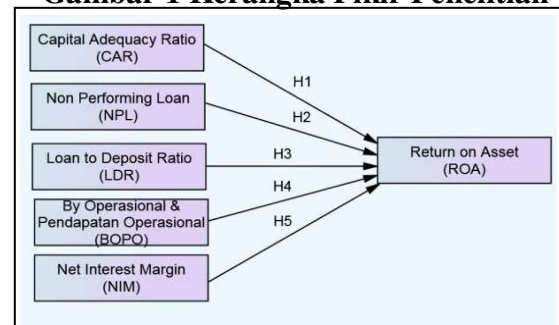 Gambar 1 Kerangka Pikir Penelitian
Capital Adequacy Ratio
(CAR)
H1
Non Performing Loan
(NPL)
H2
Loan to Deposit Ratio
(LDR)
H3
Return on Asset
(ROA)
H4
By Operasional &
Pendapatan Operasional
(BOPO)
H5
Net Interest Margin
(NIM)